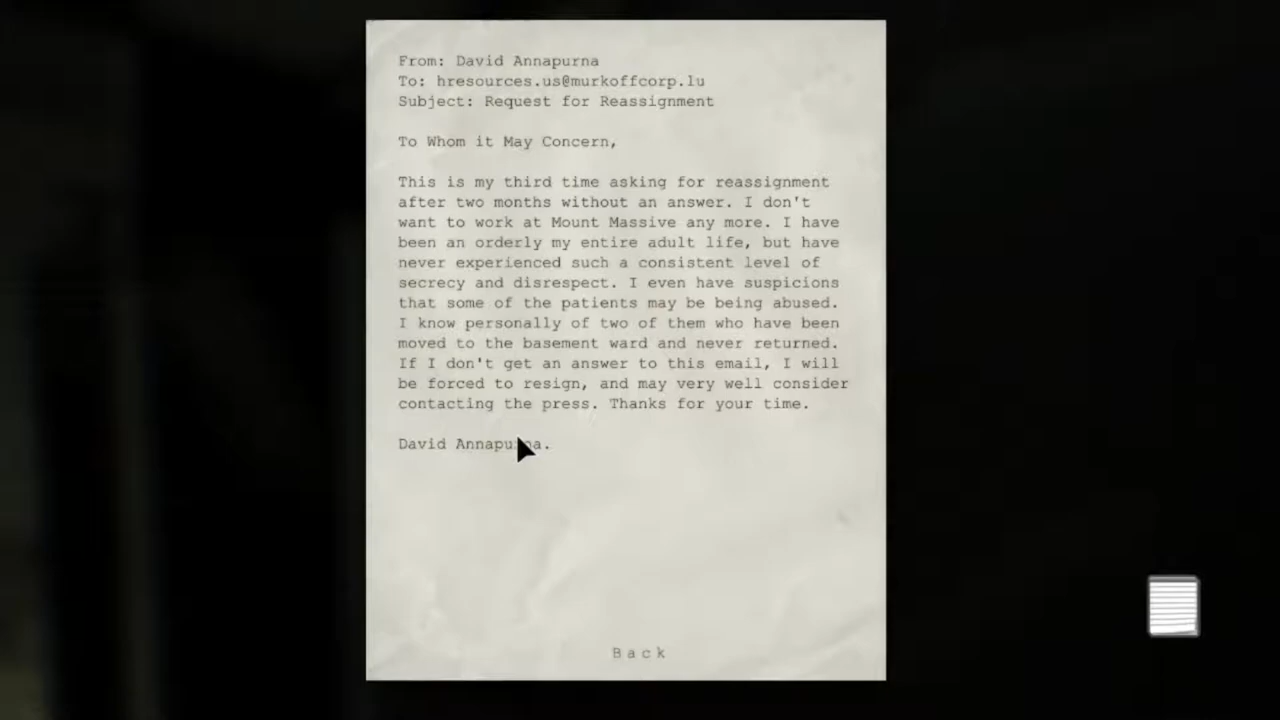 From: David Annapurna
To: hresources.us@murkoffcorp.lu
Subject: Request for Reassignment
To Whom it May Concern,
This is my third time asking for reassignment
after two months without an answer. I don't
want to work at Mount Massive any more. I have
been an orderly my entire adult life, but have
never experienced such a consistent level of
secrecy and disrespect. I even have suspicions
that some of the patients may be being abused.
I know personally of two of them who have been
moved to the basement ward and never returned.
If I don't get an answer to this email, I will
be forced to resign, and may very well consider
contacting the press. Thanks for your time.
David Annapurna.
Back